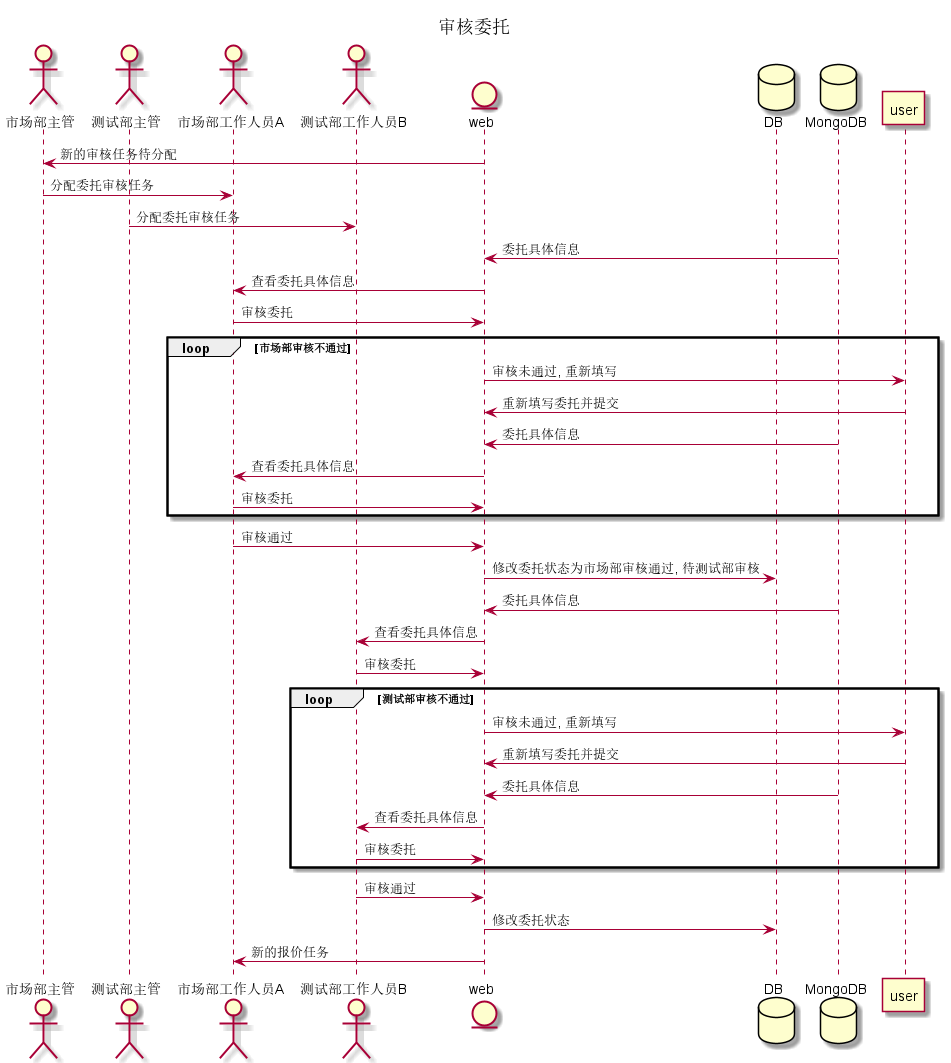 审核委托
市场部主管 测试部主管 市场部工作人员A 测试部工作人员B web DB MongoDB user
新的审核任务待分配
分配委托审核任务
分配委托审核任务
委托具体信息
查看委托具体信息
审核委托
loop [市场部审核不通过]
审核未通过, 重新填写
重新填写委托并提交
委托具体信息
查看委托具体信息
审核委托
审核通过
修改委托状态为市场部审核通过, 待测试部审核
委托具体信息
查看委托具体信息
审核委托
loop [测试部审核不通过]
审核未通过, 重新填写
重新填写委托并提交
委托具体信息
查看委托具体信息
审核委托
审核通过
修改委托状态
新的报价任务
市场部主管 测试部主管 市场部工作人员A 测试部工作人员B web DB MongoDB user